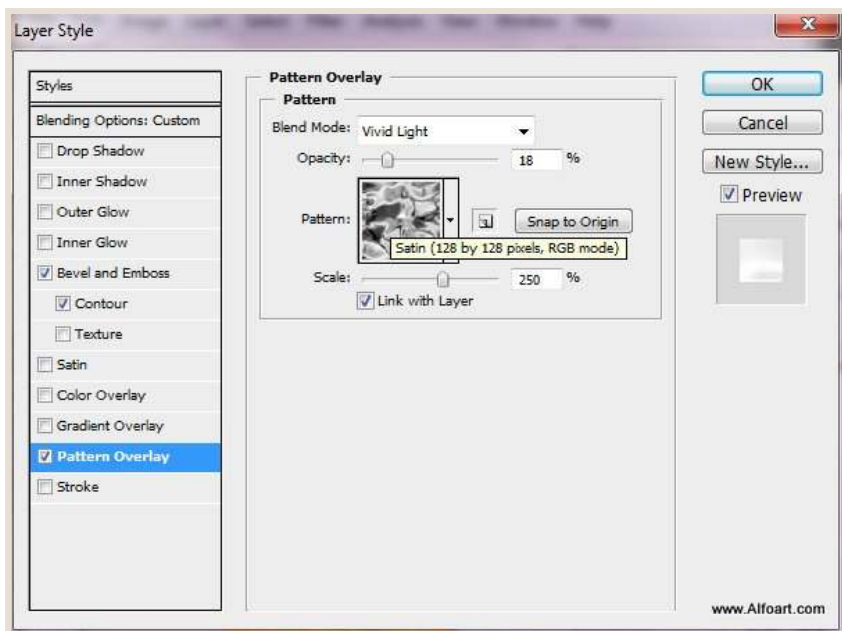 Layer Style
Styles
Blending Options: Custom
Drop Shadow
Inner Shadow
Outer Glow
Inner Glow
Bevel and Emboss
Contour
Texture
Satin
Color Overlay
Gradient Overlay
Pattern Overlay
Stroke
Pattern Overlay
Pattern
Blend Mode: Vivid Light
Opacity: 18 %
Pattern: Snap to Origin
Satin (128 by 128 pixels, RGB mode)
Scale: 250 %
Link with Layer
OK
Cancel
New Style...
Preview
www.Alfoart.com